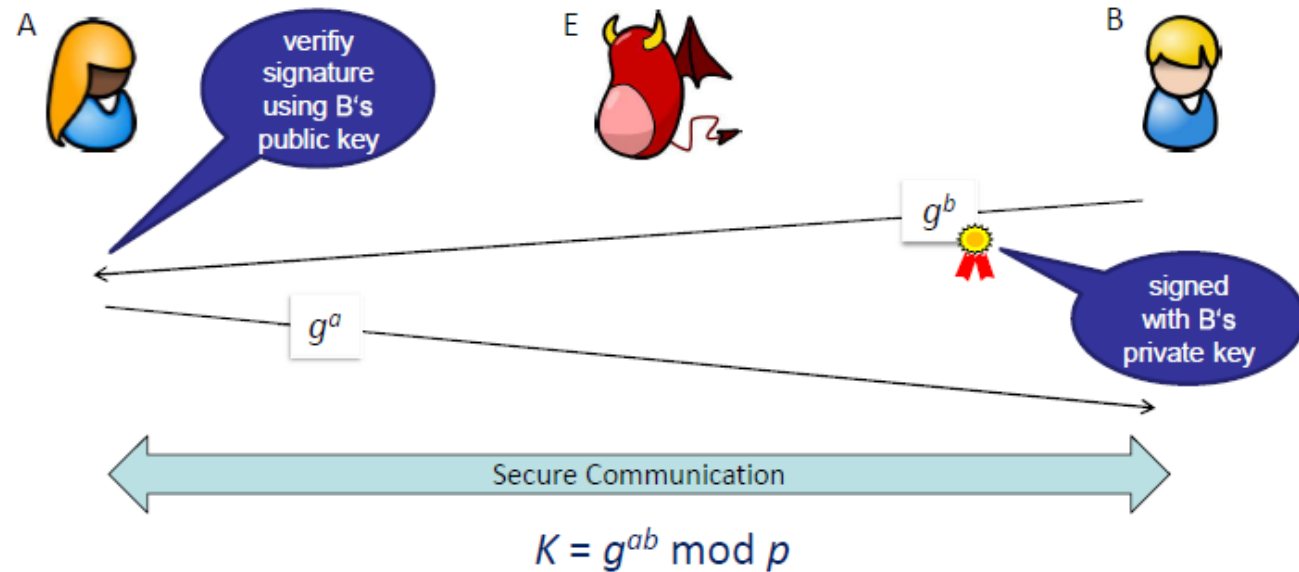 A
E
B
verifiy
signature
using B's
public key
g^b
signed
with B's
private key
g^a
Secure Communication
K = g^{ab} mod p